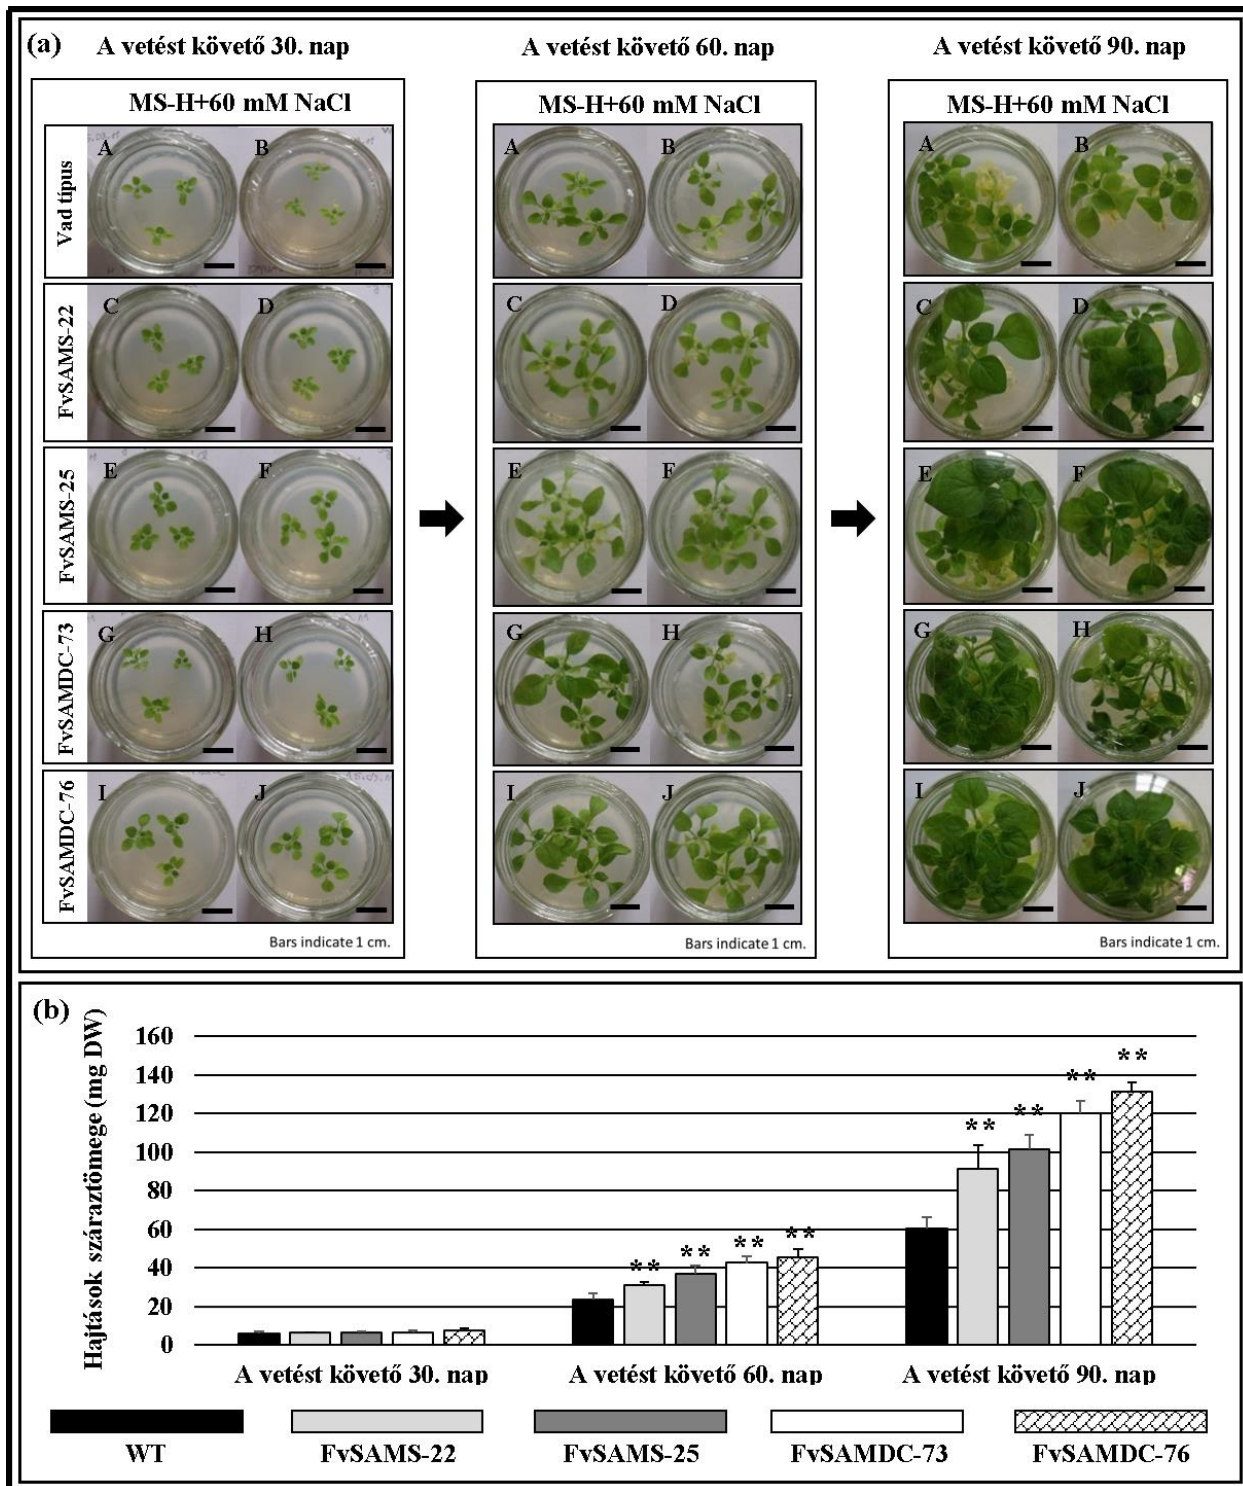 (a) A vetést követő 30. nap A vetést követő 60. nap A vetést követő 90. nap
MS-H+60 mM NaCl MS-H+60 mM NaCl MS-H+60 mM NaCl
Vad típus
A B A B A B
FvSAMS-22
C D C D C D
FvSAMS-25
E F E F E F
FvSAMDC-73
G H G H G H
FvSAMDC-76
I J I J I J
Bars indicate 1 cm. Bars indicate 1 cm. Bars indicate 1 cm.
(b)
Hajtások száraztömege (mg DW)
160
140
120
100
80
60
40
20
0
** ** ** **
** ** ** **
A vetést követő 30. nap A vetést követő 60. nap A vetést követő 90. nap
WT FvSAMS-22 FvSAMS-25 FvSAMDC-73 FvSAMDC-76